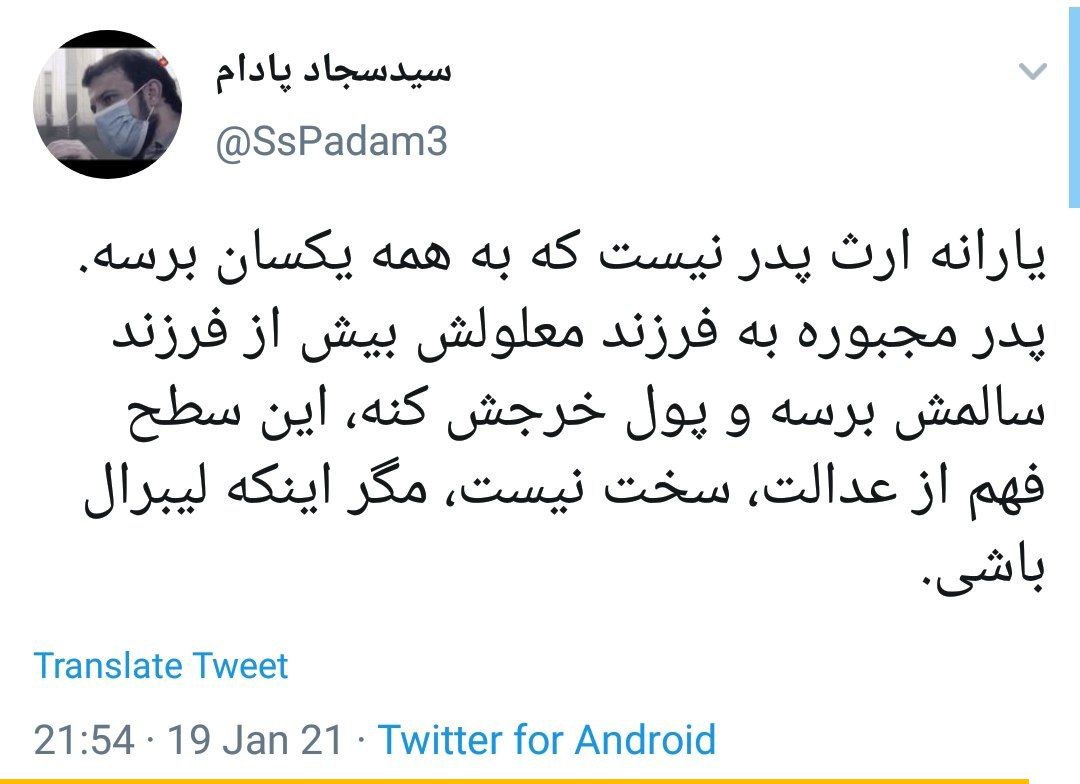 سیدسجاد پادام
@SsPadam3
یارانه ارث پدر نیست که به همه یکسان برسه.
پدر مجبوره به فرزند معلولش بیش از فرزند
سالمش برسه و پول خرجش کنه، این سطح
فهم از عدالت، سخت نیست، مگر اینکه لیبرال
باشی.
Translate Tweet
21:54 · 19 Jan 21 · Twitter for Android